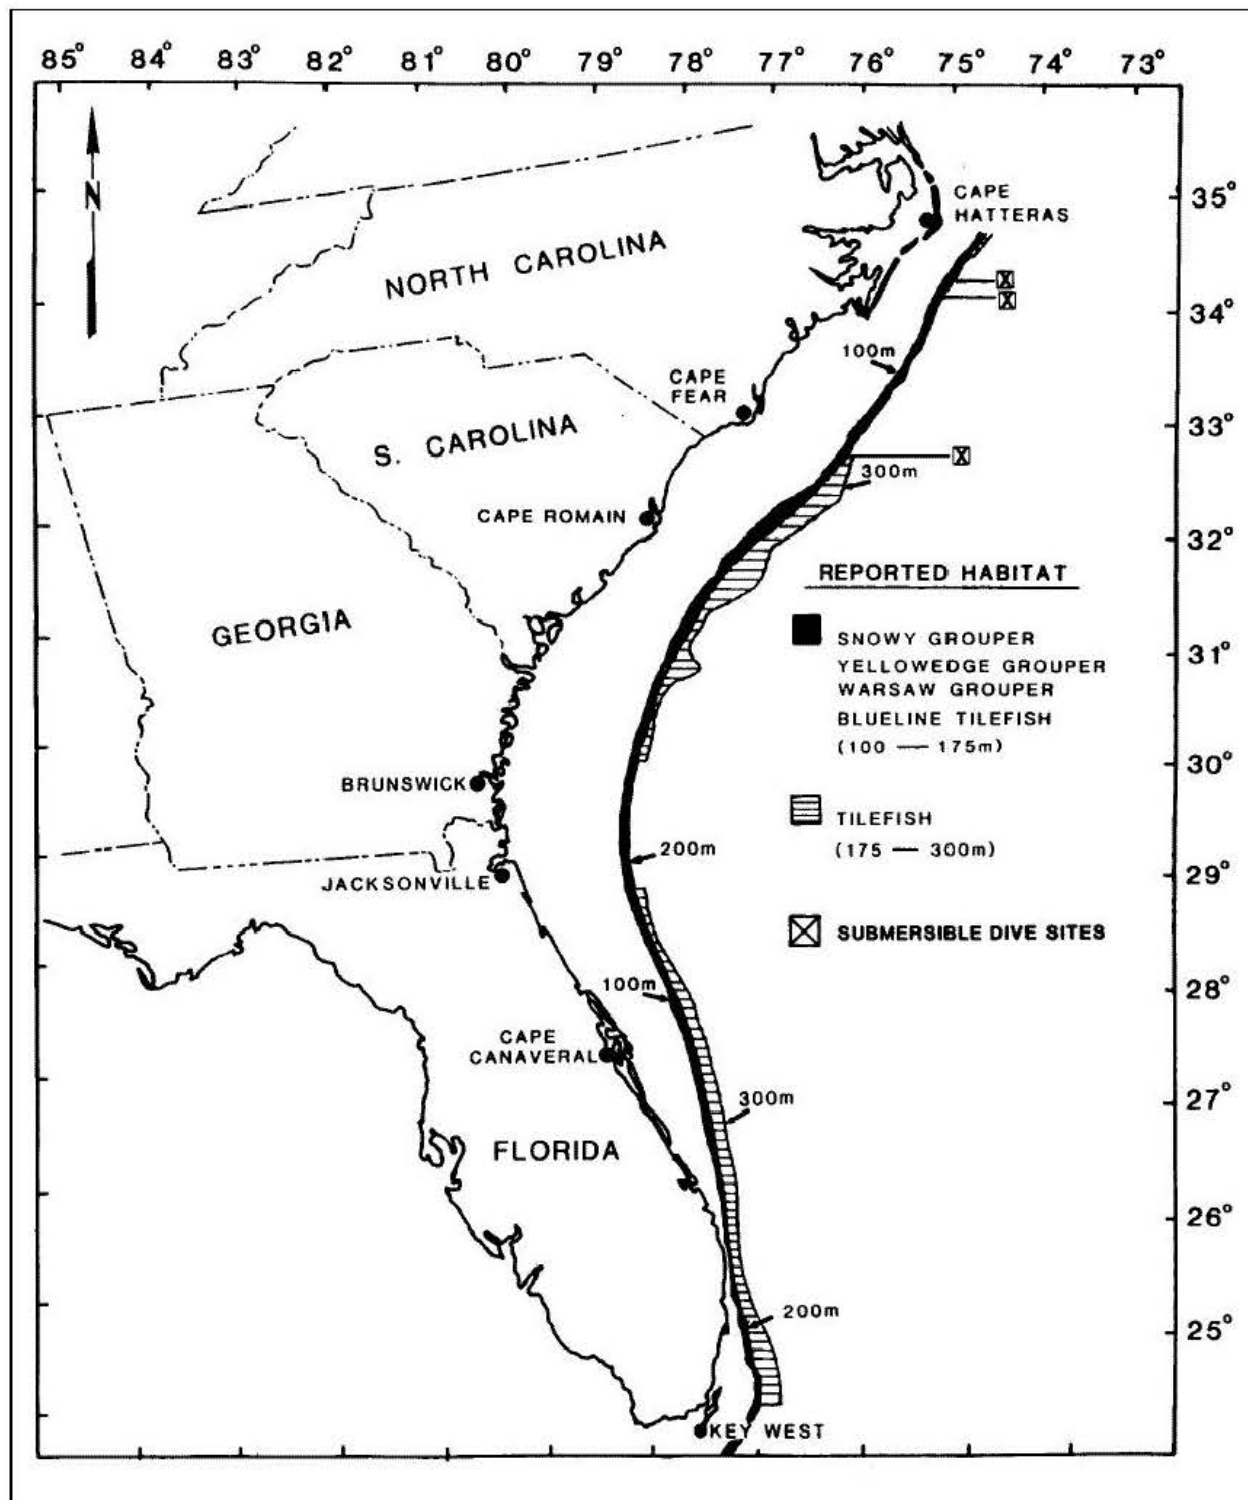 85° 84° 83° 82° 81° 80° 79° 78° 77° 76° 75° 74° 73°
N
CAPE
HATTERAS
35°
NORTH CAROLINA
34°
100m
CAPE
FEAR
33°
S. CAROLINA
300m
CAPE ROMAIN
32°
REPORTED HABITAT
GEORGIA
SNOWY GROUPER
31°
YELLOWEDGE GROUPER
WARSAW GROUPER
BLUELINE TILEFISH
(100 — 175m)
30°
BRUNSWICK
TILEFISH
(175 — 300m)
200m
29°
JACKSONVILLE
SUBMERSIBLE DIVE SITES
28°
100m
CAPE
CANAVERAL
300m
27°
FLORIDA
26°
200m
25°
KEY WEST